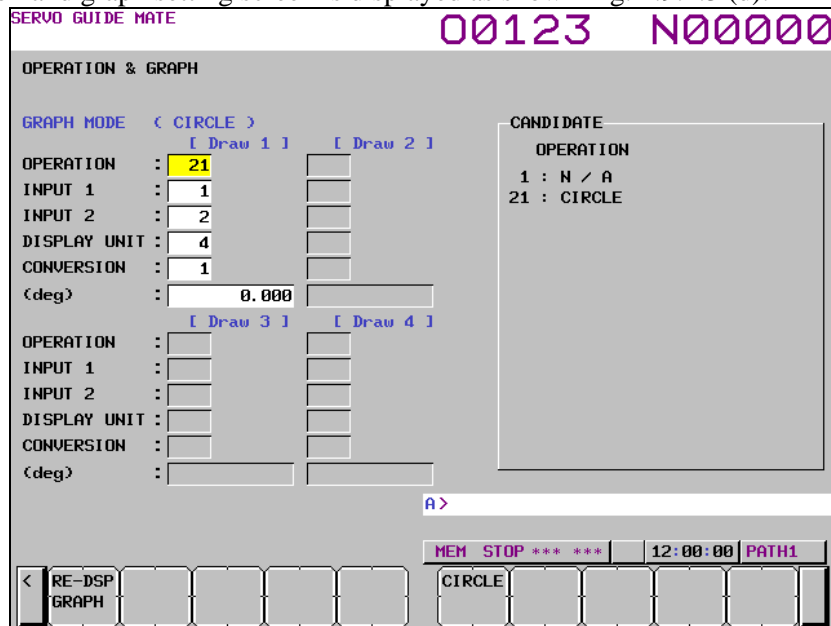 SERVO GUIDE MATE O0123 N00000
OPERATION & GRAPH
GRAPH MODE ( CIRCLE )
[ Draw 1 ] [ Draw 2 ]
OPERATION : 21
INPUT 1 : 1
INPUT 2 : 2
DISPLAY UNIT : 4
CONVERSION : 1
(deg) : 0.000
[ Draw 3 ] [ Draw 4 ]
OPERATION :
INPUT 1 :
INPUT 2 :
DISPLAY UNIT :
CONVERSION :
(deg) :
CANDIDATE
OPERATION
1 : N / A
21 : CIRCLE
A>
MEM STOP *** *** 12:00:00 PATH1
< RE-DSP CIRCLE
GRAPH